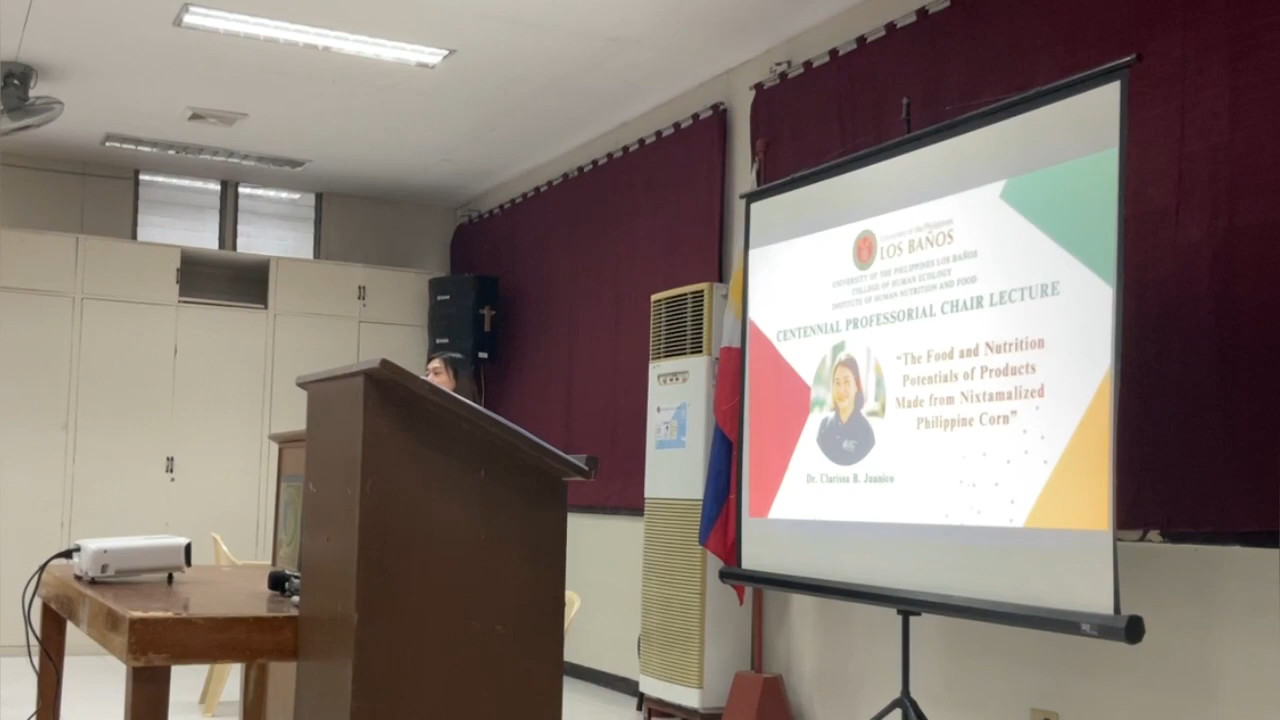 University of the Philippines
LOS BAÑOS
UNIVERSITY OF THE PHILIPPINES LOS BAÑOS
COLLEGE OF HUMAN ECOLOGY
INSTITUTE OF HUMAN NUTRITION AND FOOD
CENTENNIAL PROFESSORIAL CHAIR LECTURE
“The Food and Nutrition
Potentials of Products
Made from Nixtamalized
Philippine Corn”
Dr. Clarissa B. Juanico